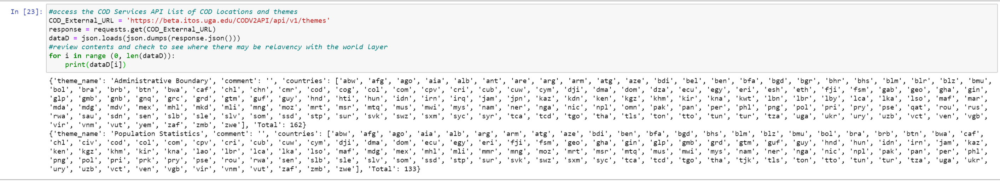 In [23]: #access the COD Services API list of COD locations and themes
COD_External_URL = 'https://beta.itos.uga.edu/CODV2API/api/v1/themes'
response = requests.get(COD_External_URL)
dataD = json.loads(json.dumps(response.json()))
#review contents and check to see where there may be relavency with the world layer
for i in range (0, len(dataD)):
    print(dataD[i])
{'theme_name': 'Administrative Boundary', 'comment': '', 'countries': ['abw', 'afg', 'ago', 'aia', 'alb', 'ant', 'are', 'arg', 'arm', 'atg', 'aze', 'bdi', 'bel', 'ben', 'bfa', 'bgd', 'bgr', 'bhr', 'bhs', 'blm', 'blr', 'blz', 'bmu',
'bol', 'bra', 'brb', 'btn', 'bwa', 'caf', 'chl', 'chn', 'cmr', 'cod', 'cog', 'col', 'com', 'cpv', 'cri', 'cub', 'cuw', 'cym', 'dji', 'dma', 'dom', 'dza', 'ecu', 'egy', 'eri', 'esh', 'eth', 'fji', 'fsm', 'gab', 'geo', 'gha', 'gin',
'glp', 'gmb', 'gnb', 'gnq', 'grc', 'grd', 'gtm', 'guf', 'guy', 'hnd', 'hti', 'hun', 'idn', 'irn', 'irq', 'jam', 'jpn', 'kaz', 'kdn', 'ken', 'kgz', 'khm', 'kir', 'kna', 'kwt', 'lbn', 'lbr', 'lby', 'lca', 'lka', 'lso', 'maf', 'mar',
'mda', 'mdg', 'mdv', 'mex', 'mhl', 'mkd', 'mli', 'mng', 'moz', 'mrt', 'msr', 'mtq', 'mus', 'mwi', 'mys', 'nam', 'ner', 'nga', 'nic', 'npl', 'omn', 'pak', 'pan', 'per', 'phl', 'png', 'pol', 'pri', 'pry', 'pse', 'qat', 'rou', 'rus',
'rwa', 'sau', 'sdn', 'sen', 'slb', 'sle', 'slv', 'som', 'ssd', 'stp', 'sur', 'svk', 'swz', 'sxm', 'syc', 'syr', 'tca', 'tcd', 'tgo', 'tha', 'tls', 'ton', 'tto', 'tun', 'tur', 'tza', 'uga', 'ukr', 'ury', 'uzb', 'vct', 'ven', 'vgb',
'vir', 'vnm', 'vut', 'yem', 'zaf', 'zmb', 'zwe'], 'Total': 162}
{'theme_name': 'Population Statistics', 'comment': '', 'countries': ['abw', 'afg', 'ago', 'aia', 'alb', 'arg', 'arm', 'atg', 'aze', 'bdi', 'ben', 'bfa', 'bgd', 'bhs', 'blm', 'blz', 'bmu', 'bol', 'bra', 'brb', 'btn', 'bwa', 'caf',
'chl', 'civ', 'cod', 'col', 'com', 'cpv', 'cri', 'cub', 'cuw', 'cym', 'dji', 'dma', 'dom', 'ecu', 'egy', 'eri', 'fji', 'fsm', 'geo', 'gha', 'gin', 'glp', 'gmb', 'grd', 'gtm', 'guf', 'guy', 'hnd', 'hun', 'idn', 'irn', 'jam', 'kaz',
'ken', 'kgz', 'khm', 'kir', 'kna', 'lao', 'lbr', 'lca', 'lka', 'lso', 'maf', 'mdg', 'mex', 'mhl', 'mli', 'mmr', 'mng', 'moz', 'mrt', 'msr', 'mtq', 'mus', 'mwi', 'mys', 'nam', 'ner', 'nga', 'nic', 'npl', 'pak', 'pan', 'per', 'phl',
'png', 'pol', 'pri', 'prk', 'pry', 'pse', 'rou', 'rwa', 'sen', 'slb', 'sle', 'slv', 'som', 'ssd', 'stp', 'sur', 'svk', 'swz', 'sxm', 'syc', 'tca', 'tcd', 'tgo', 'tha', 'tjk', 'tls', 'ton', 'tto', 'tun', 'tur', 'tza', 'uga', 'ukr',
'ury', 'uzb', 'vct', 'ven', 'vgb', 'vir', 'vnm', 'vut', 'zaf', 'zmb', 'zwe'], 'Total': 133}